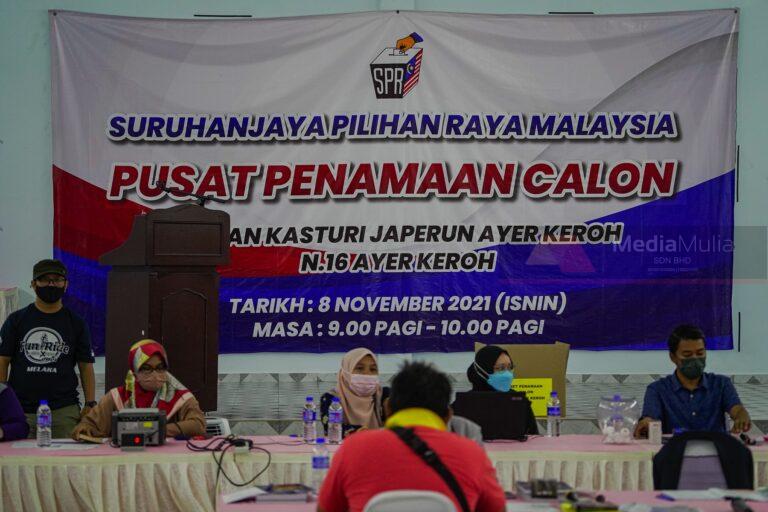 SPR
SURUHANJAYA PILIHAN RAYA MALAYSIA
PUSAT PENAMAAN CALON
AN KASTURI JAPERUN AYER KEROH
N.16 AYER KEROH
TARIKH : 8 NOVEMBER 2021 (ISNIN)
MASA : 9.00 PAGI - 10.00 PAGI
MediaMulia
SDN BHD
Fun Ride
MELAKA
PENAMAAN